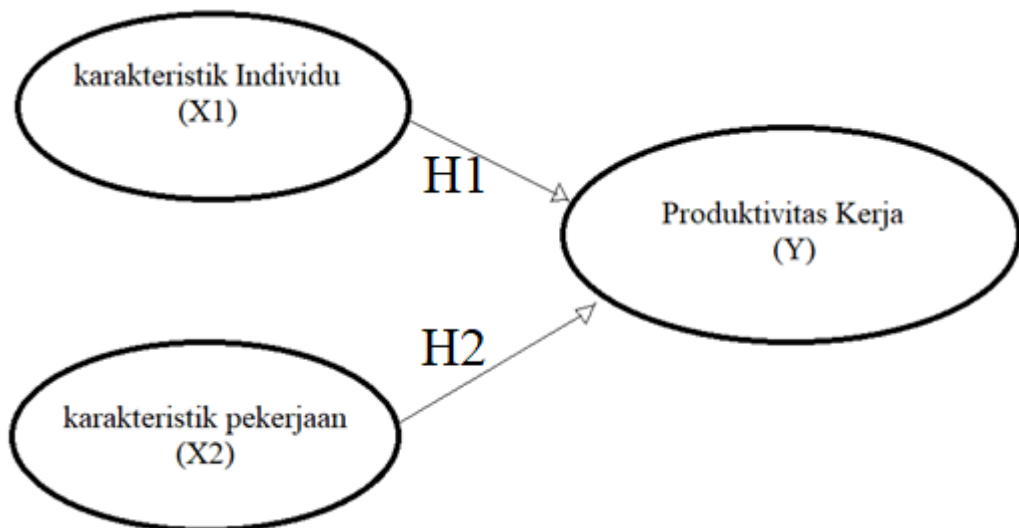 karakteristik Individu
(X1)
H1
Produktivitas Kerja
(Y)
H2
karakteristik pekerjaan
(X2)